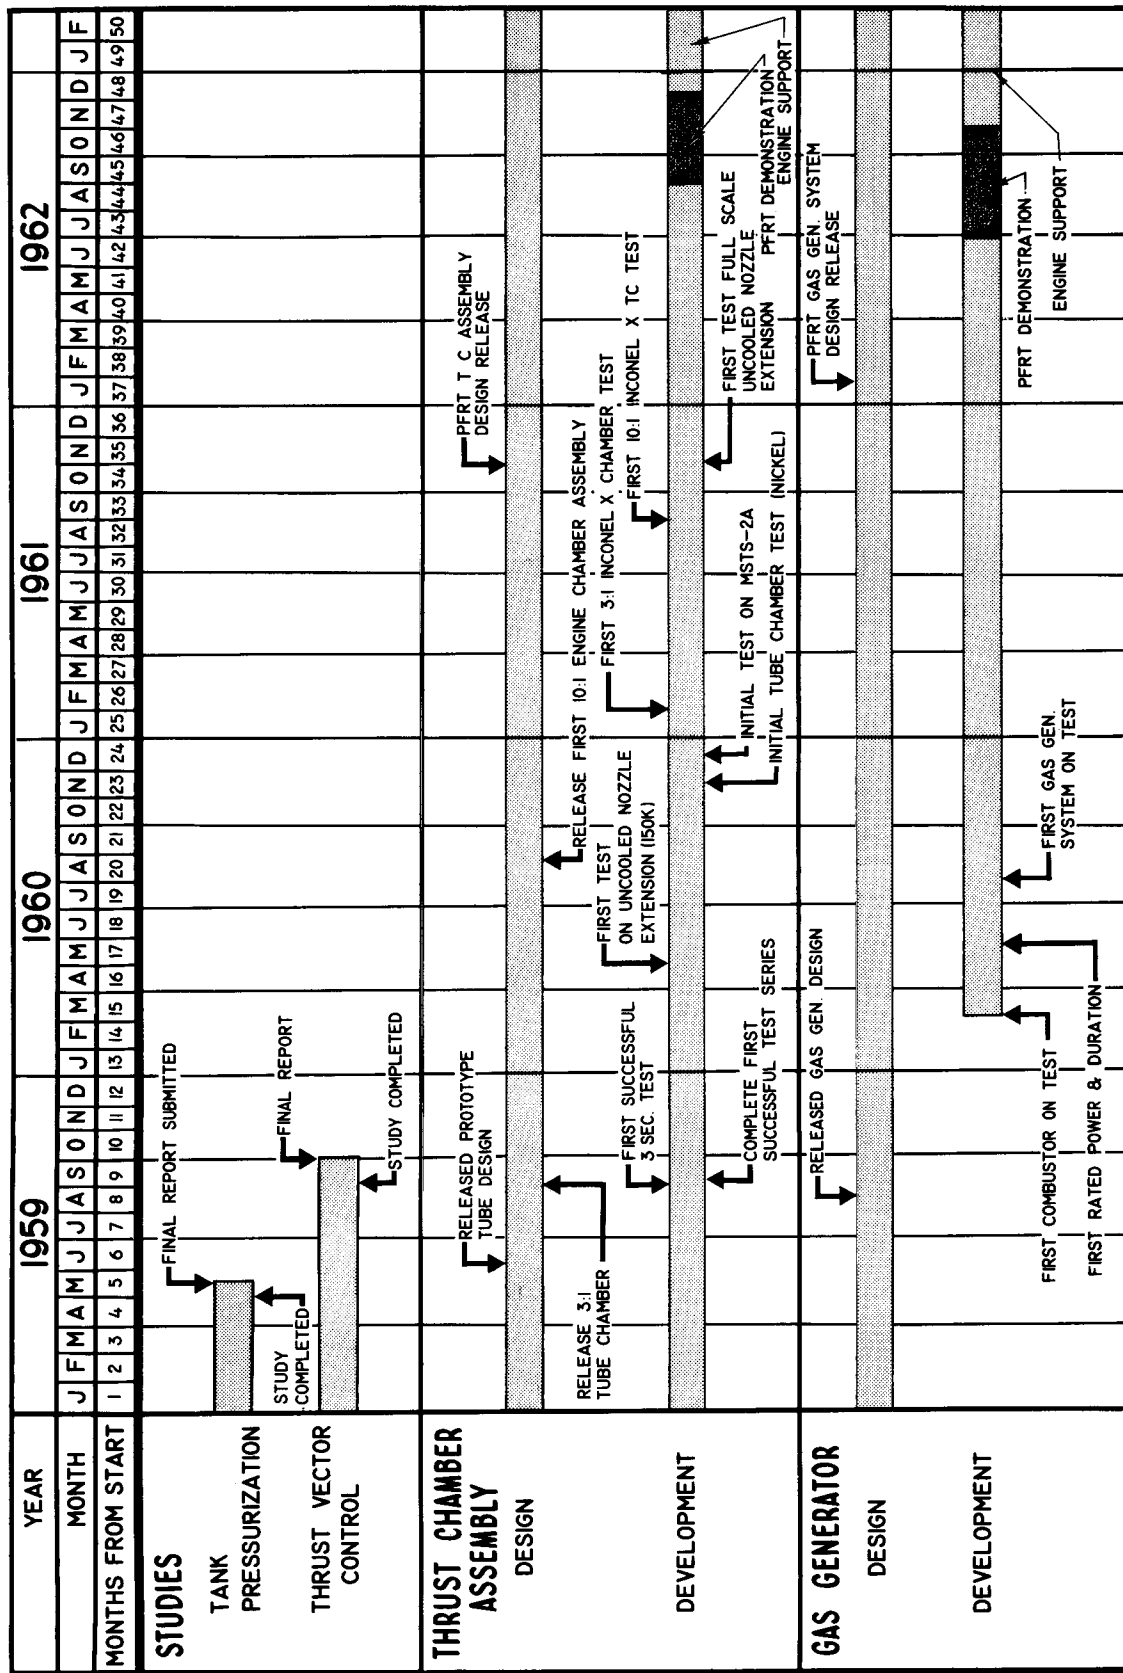 YEAR 1959 1960 1961 1962
MONTH J F M A M J J A S O N D J F M A M J J A S O N D J F M A M J J A S O N D J F M A M J J A S O N D J F
MONTHS FROM START 1 2 3 4 5 6 7 8 9 10 11 12 13 14 15 16 17 18 19 20 21 22 23 24 25 26 27 28 29 30 31 32 33 34 35 36 37 38 39 40 41 42 43 44 45 46 47 48 49 50
STUDIES
FINAL REPORT SUBMITTED
TANK
PRESSURIZATION
STUDY
COMPLETED
FINAL REPORT
THRUST VECTOR
CONTROL
STUDY COMPLETED
THRUST CHAMBER
ASSEMBLY
RELEASED PROTOTYPE
TUBE DESIGN
PFRT T C ASSEMBLY
DESIGN RELEASE
DESIGN
RELEASE 3:1
TUBE CHAMBER
RELEASE FIRST 10:1 ENGINE CHAMBER ASSEMBLY
FIRST TEST
ON UNCOOLED NOZZLE
EXTENSION (150K)
FIRST 3:1 INCONEL X CHAMBER TEST
FIRST 10:1 INCONEL X TC TEST
FIRST SUCCESSFUL
3 SEC. TEST
DEVELOPMENT
COMPLETE FIRST
SUCCESSFUL TEST SERIES
INITIAL TEST ON MSTS-2A
INITIAL TUBE CHAMBER TEST (NICKEL)
FIRST TEST FULL SCALE
UNCOOLED NOZZLE
EXTENSION
PFRT DEMONSTRATION
ENGINE SUPPORT
GAS GENERATOR
RELEASED GAS GEN. DESIGN
PFRT GAS GEN. SYSTEM
DESIGN RELEASE
DESIGN
DEVELOPMENT
FIRST COMBUSTOR ON TEST
FIRST RATED POWER & DURATION
FIRST GAS GEN.
SYSTEM ON TEST
PFRT DEMONSTRATION
ENGINE SUPPORT